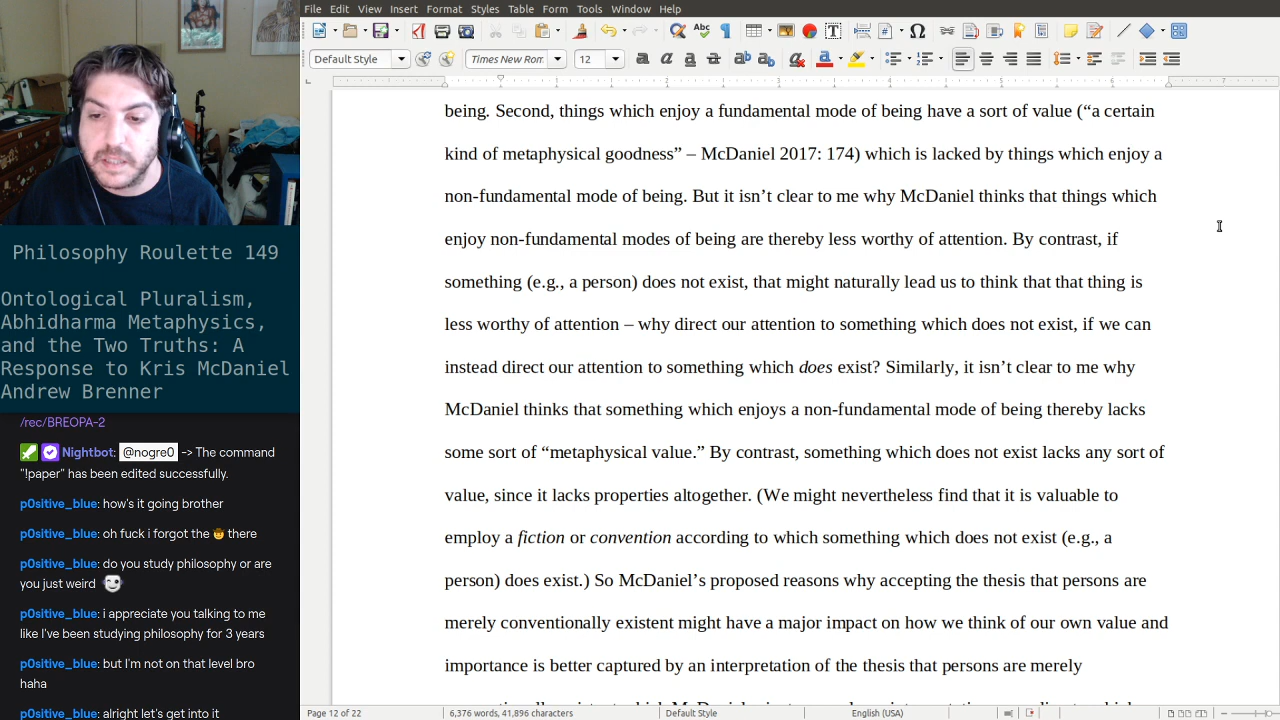 File Edit View Insert Format Styles Table Form Tools Window Help
Default Style
Times New Rom
12
being. Second, things which enjoy a fundamental mode of being have a sort of value (“a certain
kind of metaphysical goodness” – McDaniel 2017: 174) which is lacked by things which enjoy a
non-fundamental mode of being. But it isn’t clear to me why McDaniel thinks that things which
enjoy non-fundamental modes of being are thereby less worthy of attention. By contrast, if
something (e.g., a person) does not exist, that might naturally lead us to think that that thing is
less worthy of attention – why direct our attention to something which does not exist, if we can
instead direct our attention to something which does exist? Similarly, it isn’t clear to me why
McDaniel thinks that something which enjoys a non-fundamental mode of being thereby lacks
some sort of “metaphysical value.” By contrast, something which does not exist lacks any sort of
value, since it lacks properties altogether. (We might nevertheless find that it is valuable to
employ a fiction or convention according to which something which does not exist (e.g., a
person) does exist.) So McDaniel’s proposed reasons why accepting the thesis that persons are
merely conventionally existent might have a major impact on how we think of our own value and
importance is better captured by an interpretation of the thesis that persons are merely
Page 12 of 22
6,376 words, 41,896 characters
Default Style
English (USA)
Philosophy Roulette 149
Ontological Pluralism,
Abhidharma Metaphysics,
and the Two Truths: A
Response to Kris McDaniel
Andrew Brenner
/rec/BREOPA-2
Nightbot: @nogre0 -> The command
"!paper" has been edited successfully.
p0sitive_blue: how's it going brother
p0sitive_blue: oh fuck i forgot the 🤠 there
p0sitive_blue: do you study philosophy or are
you just weird
p0sitive_blue: i appreciate you talking to me
like I've been studying philosophy for 3 years
p0sitive_blue: but I'm not on that level bro
haha
p0sitive_blue: alright let's get into it